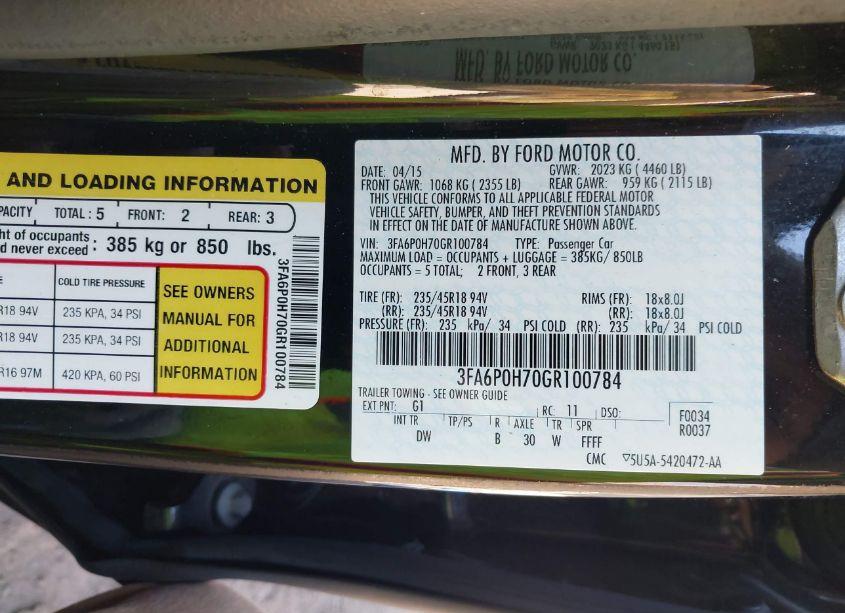 AND LOADING INFORMATION
TOTAL : 5 FRONT: 2 REAR: 3
of occupants
never exceed : 385 kg or 850 lbs.
COLD TIRE PRESSURE
R18 94V 235 KPA, 34 PSI
R18 94V 235 KPA, 34 PSI
R16 97M 420 KPA, 60 PSI
SEE OWNERS
MANUAL FOR
ADDITIONAL
INFORMATION
3FA6P0H70GR100784
MFD. BY FORD MOTOR CO.
MFD. BY FORD MOTOR CO.
DATE: 04/15 GVWR: 2023 KG ( 4460 LB)
FRONT GAWR: 1068 KG ( 2355 LB) REAR GAWR: 959 KG ( 2115 LB)
THIS VEHICLE CONFORMS TO ALL APPLICABLE FEDERAL MOTOR
VEHICLE SAFETY, BUMPER, AND THEFT PREVENTION STANDARDS
IN EFFECT ON THE DATE OF MANUFACTURE SHOWN ABOVE.
VIN: 3FA6P0H70GR100784 TYPE: Passenger Car
MAXIMUM LOAD = OCCUPANTS + LUGGAGE = 385KG/ 850LB
OCCUPANTS = 5 TOTAL; 2 FRONT, 3 REAR
TIRE (FR): 235/45R18 94V RIMS (FR): 18x8.0J
(RR): 235/45R18 94V (RR): 18x8.0J
PRESSURE (FR): 235 kPa/ 34 PSI COLD (RR): 235 kPa/ 34 PSI COLD
3FA6P0H70GR100784
TRAILER TOWING - SEE OWNER GUIDE
EXT PNT: G1 RC: 11 DSO: F0034
R0037
INT TR TP/PS R AXLE TR SPR
DW B 30 W FFFF
CMC 5U5A-5420472-AA